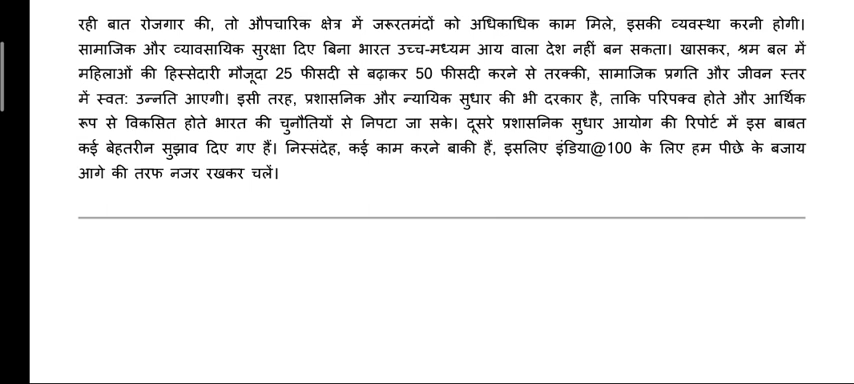 रही बात रोजगार की, तो औपचारिक क्षेत्र में जरूरतमंदों को अधिकाधिक काम मिले, इसकी व्यवस्था करनी होगी।
सामाजिक और व्यावसायिक सुरक्षा दिए बिना भारत उच्च-मध्यम आय वाला देश नहीं बन सकता। खासकर, श्रम बल में
महिलाओं की हिस्सेदारी मौजूदा 25 फीसदी से बढ़ाकर 50 फीसदी करने से तरक्की, सामाजिक प्रगति और जीवन स्तर
में स्वत: उन्नति आएगी। इसी तरह, प्रशासनिक और न्यायिक सुधार की भी दरकार है, ताकि परिपक्व होते और आर्थिक
रूप से विकसित होते भारत की चुनौतियों से निपटा जा सके। दूसरे प्रशासनिक सुधार आयोग की रिपोर्ट में इस बाबत
कई बेहतरीन सुझाव दिए गए हैं। निस्संदेह, कई काम करने बाकी हैं, इसलिए इंडिया@100 के लिए हम पीछे के बजाय
आगे की तरफ नजर रखकर चलें।